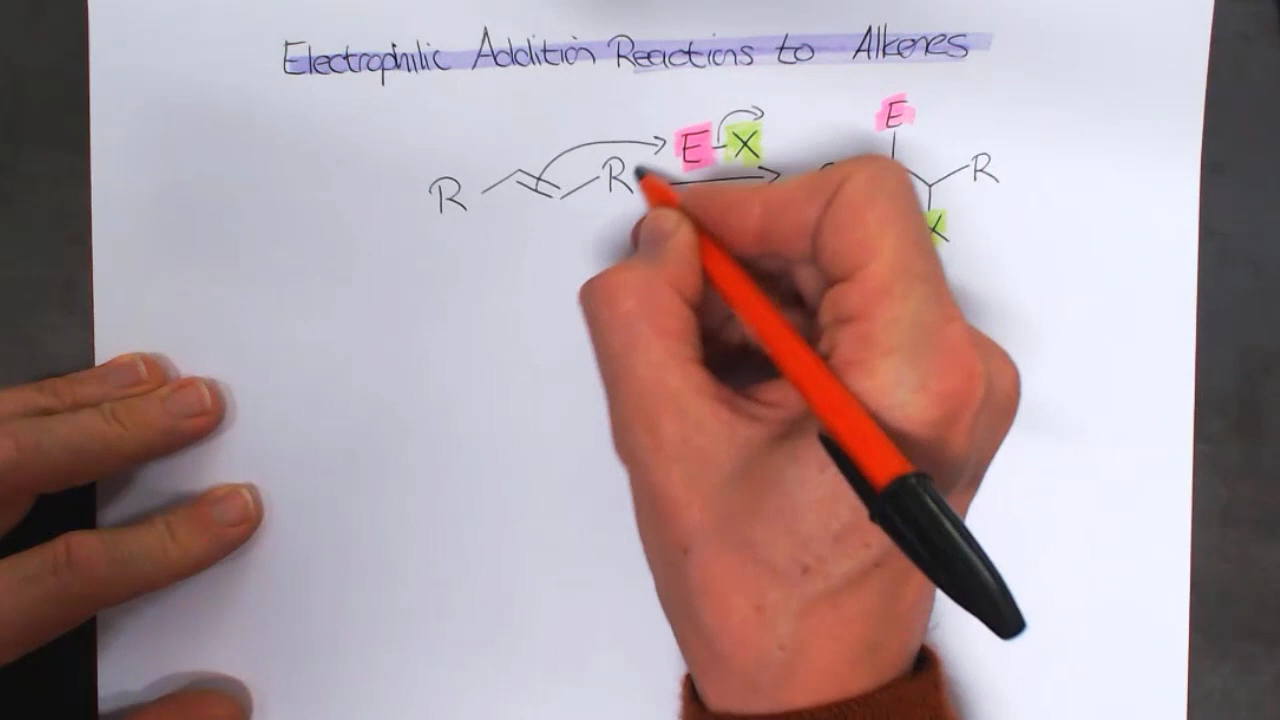 Electrophilic Addition Reactions to Alkenes
E
E-X
R R R
X